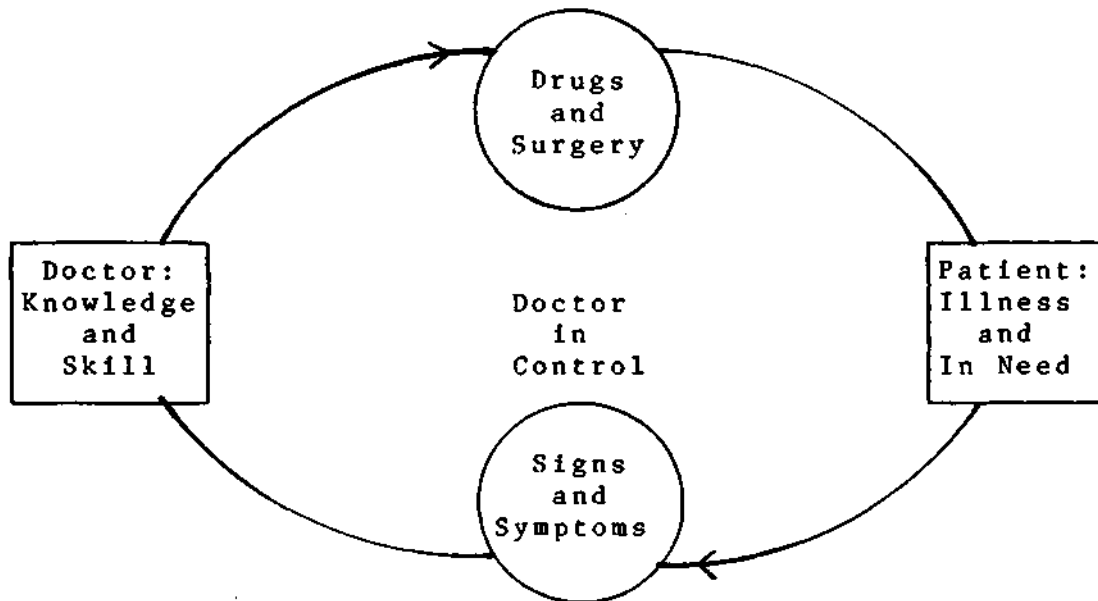 Drugs
and
Surgery
Doctor:
Knowledge
and
Skill
Doctor
in
Control
Patient:
Illness
and
In Need
Signs
and
Symptoms